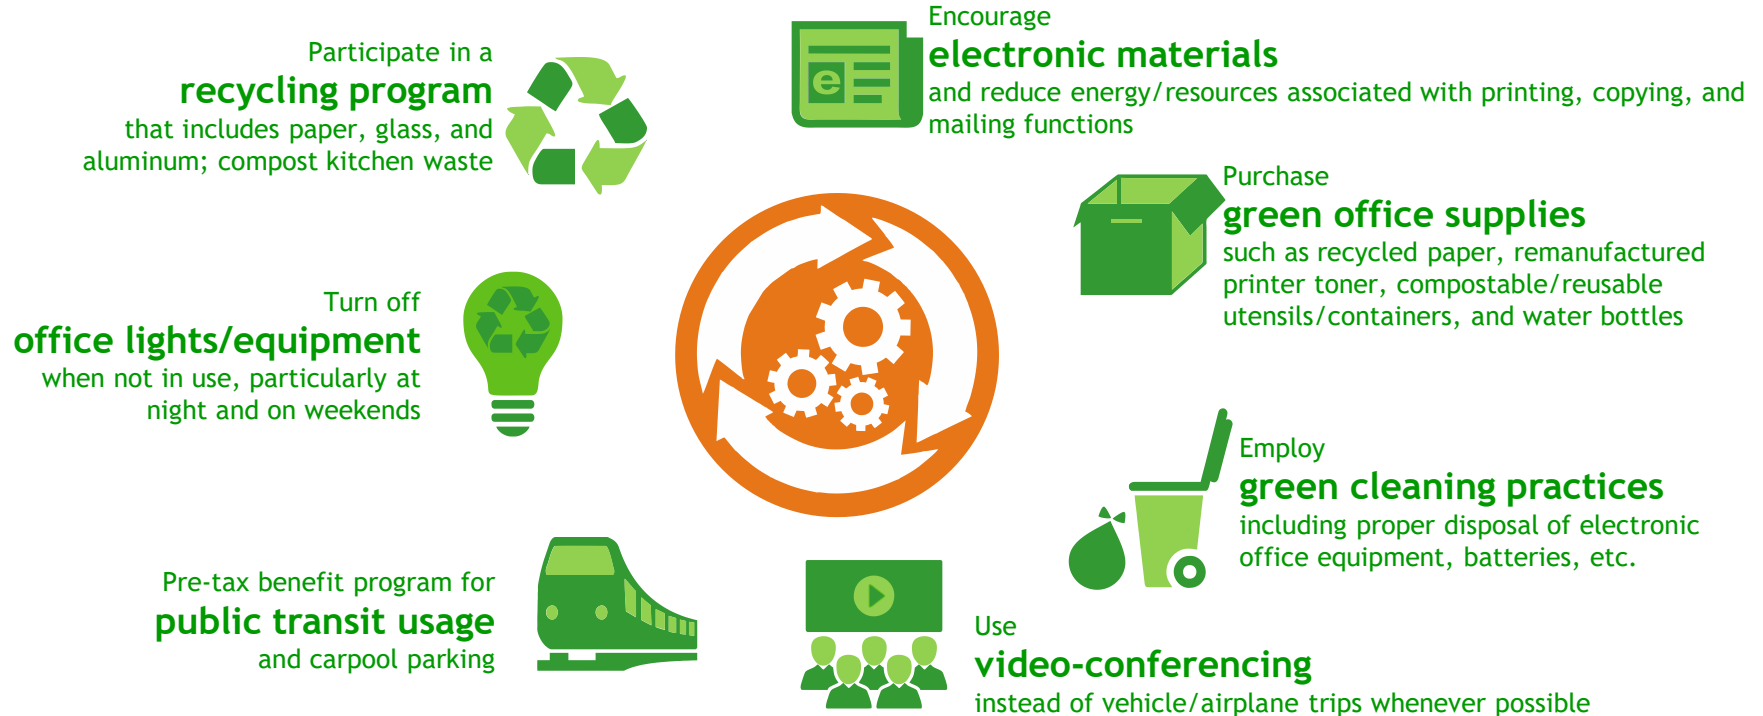 Participate in a
recycling program
that includes paper, glass, and
aluminum; compost kitchen waste
Encourage
electronic materials
and reduce energy/resources associated with printing, copying, and
mailing functions
e
Purchase
green office supplies
such as recycled paper, remanufactured
printer toner, compostable/reusable
utensils/containers, and water bottles
Turn off
office lights/equipment
when not in use, particularly at
night and on weekends
Employ
green cleaning practices
including proper disposal of electronic
office equipment, batteries, etc.
Pre-tax benefit program for
public transit usage
and carpool parking
Use
video-conferencing
instead of vehicle/airplane trips whenever possible